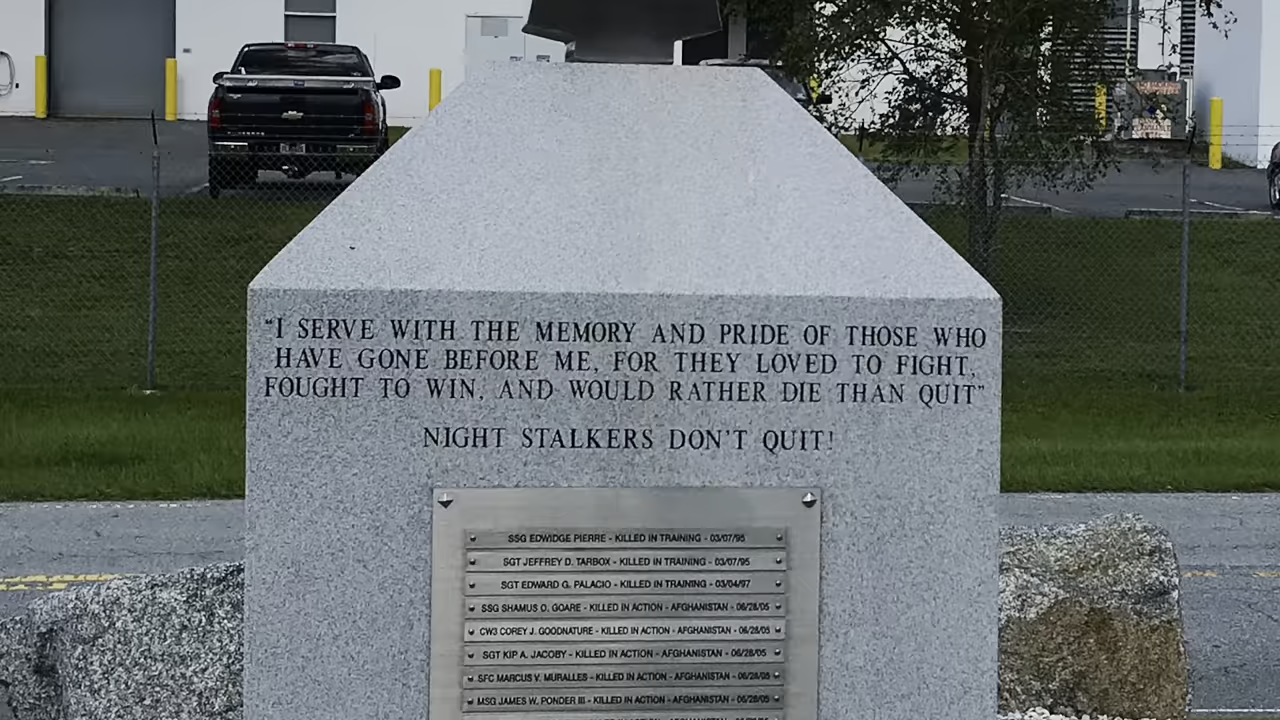 "I SERVE WITH THE MEMORY AND PRIDE OF THOSE WHO
HAVE GONE BEFORE ME, FOR THEY LOVED TO FIGHT,
FOUGHT TO WIN, AND WOULD RATHER DIE THAN QUIT"
NIGHT STALKERS DON'T QUIT!
SSG EDWIDGE PIERRE - KILLED IN TRAINING - 03/07/95
SGT JEFFREY D. TARBOX - KILLED IN TRAINING - 03/07/95
SGT EDWARD G. PALACIO - KILLED IN TRAINING - 03/04/97
SSG SHAMUS O. GOARE - KILLED IN ACTION - AFGHANISTAN - 06/28/05
CW3 COREY J. GOODNATURE - KILLED IN ACTION - AFGHANISTAN - 06/28/05
SGT KIP A. JACOBY - KILLED IN ACTION - AFGHANISTAN - 06/28/05
SFC MARCUS V. MURALLES - KILLED IN ACTION - AFGHANISTAN - 06/28/05
MSG JAMES W. PONDER III - KILLED IN ACTION - AFGHANISTAN - 06/28/05